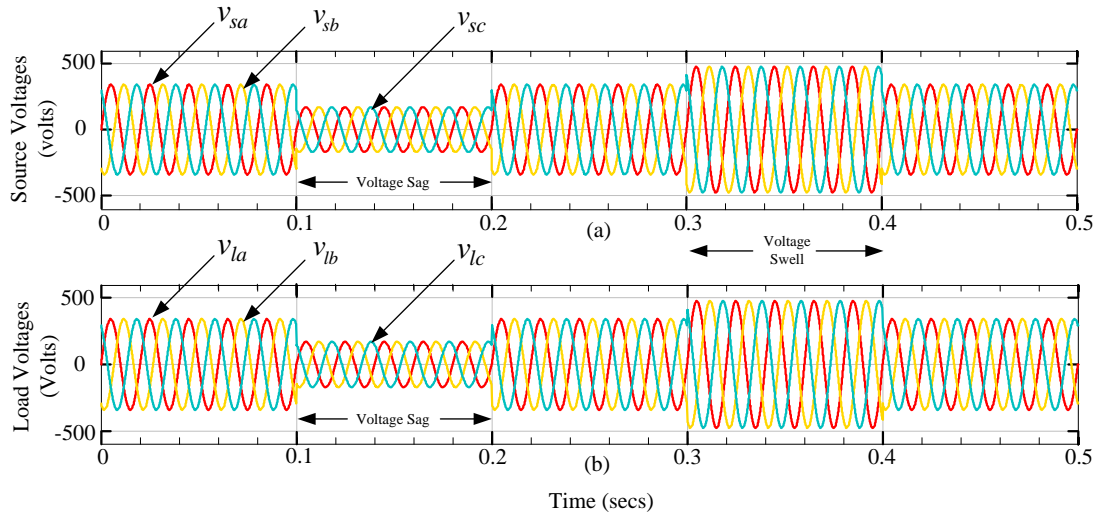 v_sa v_sb v_sc
Source Voltages
(volts)
500
0
-500
Voltage Sag
0 0.1 0.2 0.3 0.4 0.5
(a)
Voltage
Swell
v_la v_lb v_lc
Load Voltages
(Volts)
500
0
-500
Voltage Sag
0 0.1 0.2 0.3 0.4 0.5
(b)
Time (secs)